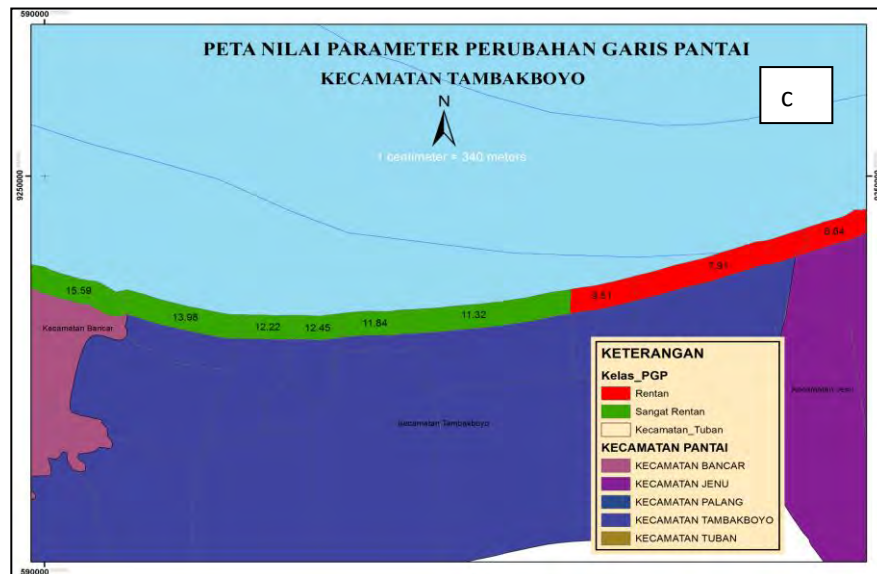 590000
PETA NILAI PARAMETER PERUBAHAN GARIS PANTAI
KECAMATAN TAMBAKBOYO
C
N
1 centimeter = 340 meters
9250000
15.59
13.98
12.22
12.45
11.84
11.32
9.51
7.91
Kecamatan Bancar
Kecamatan Tambakboyo
KETERANGAN
Kelas_PGP
Rentan
Sangat Rentan
Kecamatan_Tuban
KECAMATAN PANTAI
KECAMATAN BANCAR
KECAMATAN JENU
KECAMATAN PALANG
KECAMATAN TAMBAKBOYO
KECAMATAN TUBAN
590000